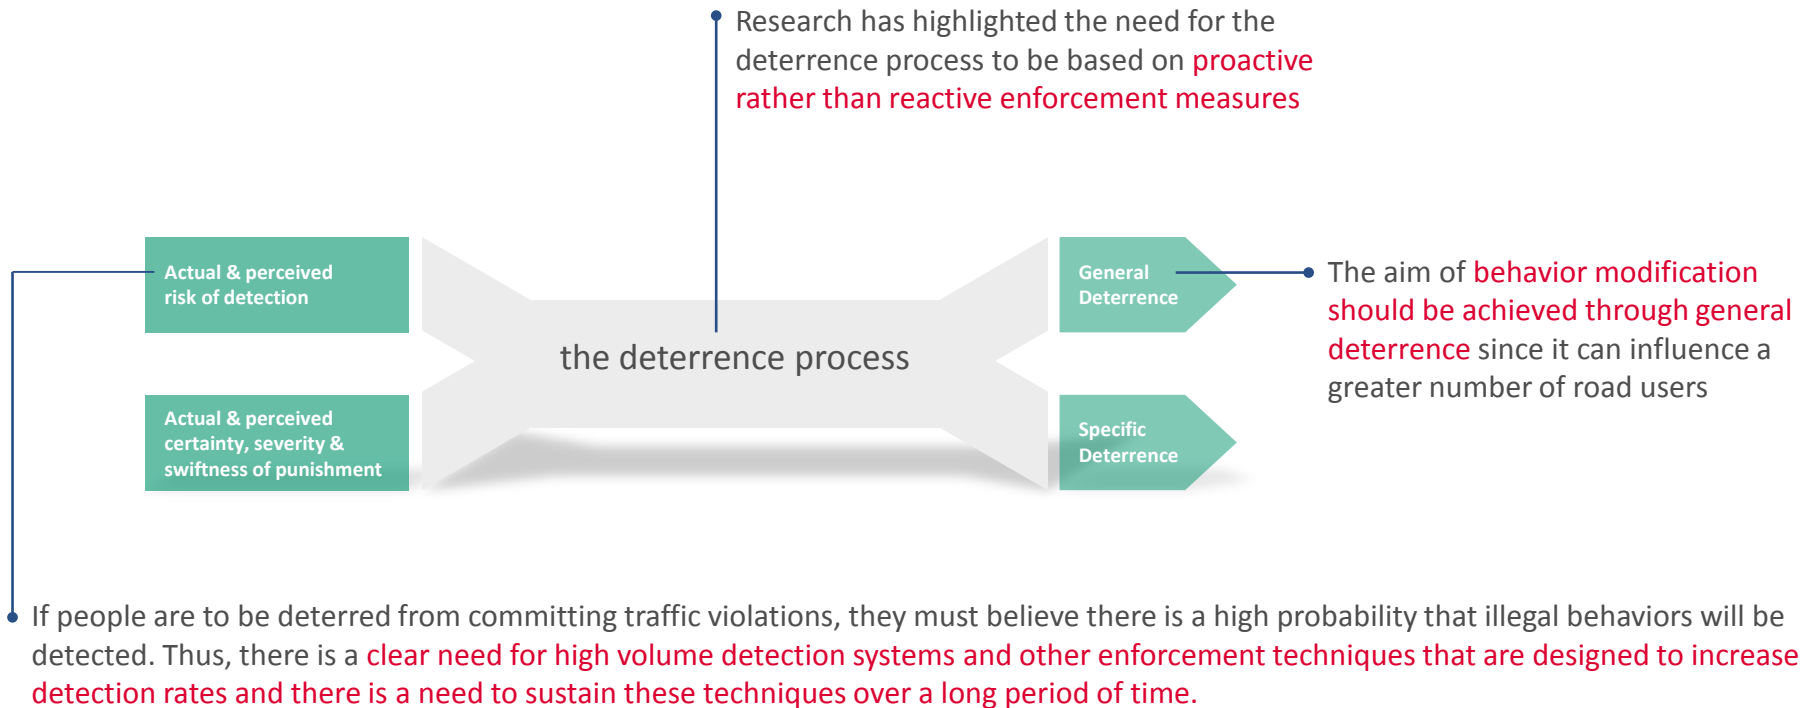 Research has highlighted the need for the
deterrence process to be based on proactive
rather than reactive enforcement measures
Actual & perceived
risk of detection
General
Deterrence
The aim of behavior modification
should be achieved through general
deterrence since it can influence a
greater number of road users
the deterrence process
Actual & perceived
certainty, severity &
swiftness of punishment
Specific
Deterrence
If people are to be deterred from committing traffic violations, they must believe there is a high probability that illegal behaviors will be
detected. Thus, there is a clear need for high volume detection systems and other enforcement techniques that are designed to increase
detection rates and there is a need to sustain these techniques over a long period of time.